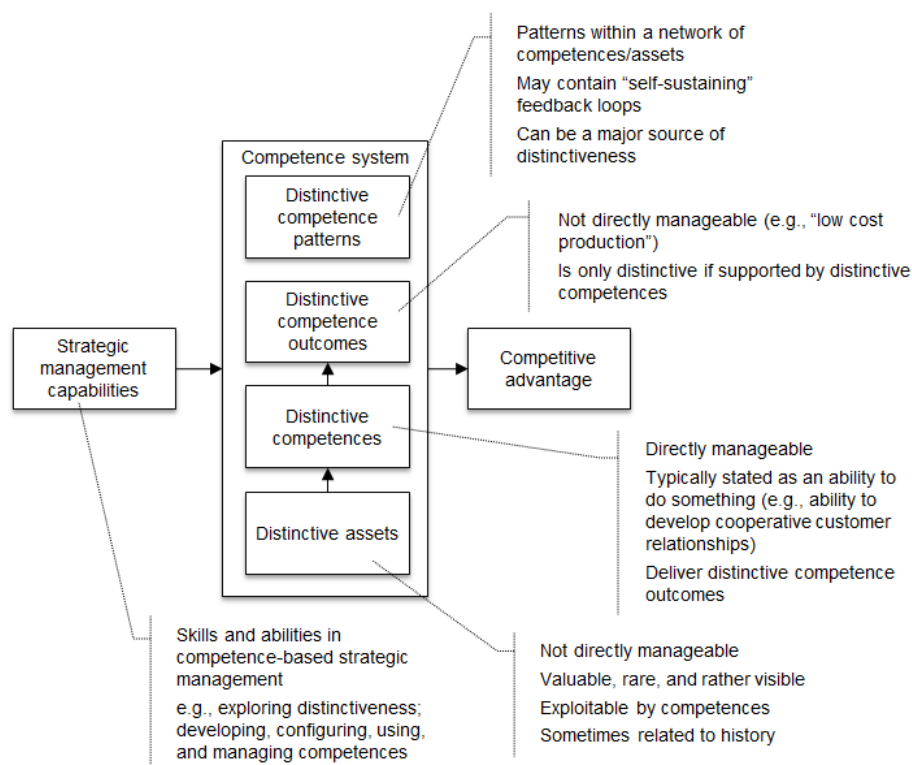 Patterns within a network of
competences/assets
May contain “self-sustaining”
feedback loops
Can be a major source of
distinctiveness
Competence system
Distinctive
competence
patterns
Not directly manageable (e.g., “low cost
production”)
Is only distinctive if supported by distinctive
competences
Distinctive
competence
outcomes
Strategic
management
capabilities
Competitive
advantage
Distinctive
competences
Directly manageable
Typically stated as an ability to
do something (e.g., ability to
develop cooperative customer
relationships)
Deliver distinctive competence
outcomes
Distinctive assets
Skills and abilities in
competence-based strategic
management
e.g., exploring distinctiveness;
developing, configuring, using,
and managing competences
Not directly manageable
Valuable, rare, and rather visible
Exploitable by competences
Sometimes related to history